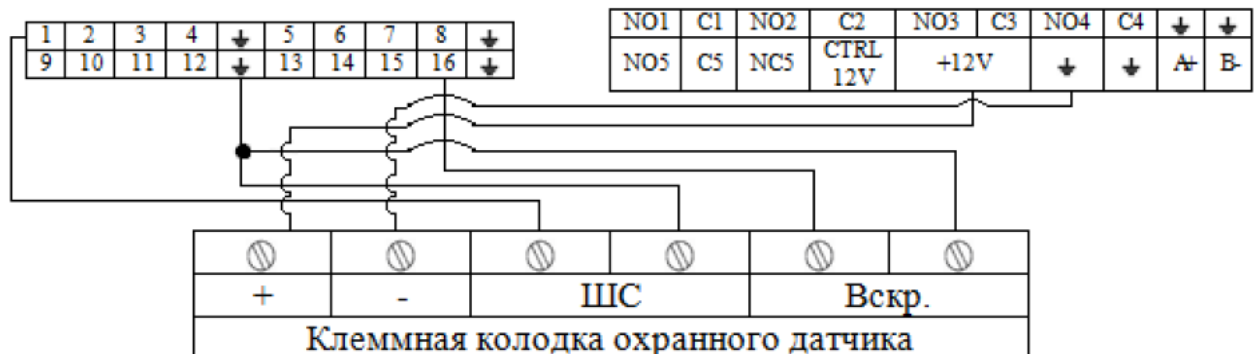 1 2 3 4 5 6 7 8
9 10 11 12 13 14 15 16
NO1 C1 NO2 C2 NO3 C3 NO4 C4
NO5 C5 NC5 CTRL 12V +12V A+ B-
+ - ШС Вскр.
Клеммная колодка охранного датчика